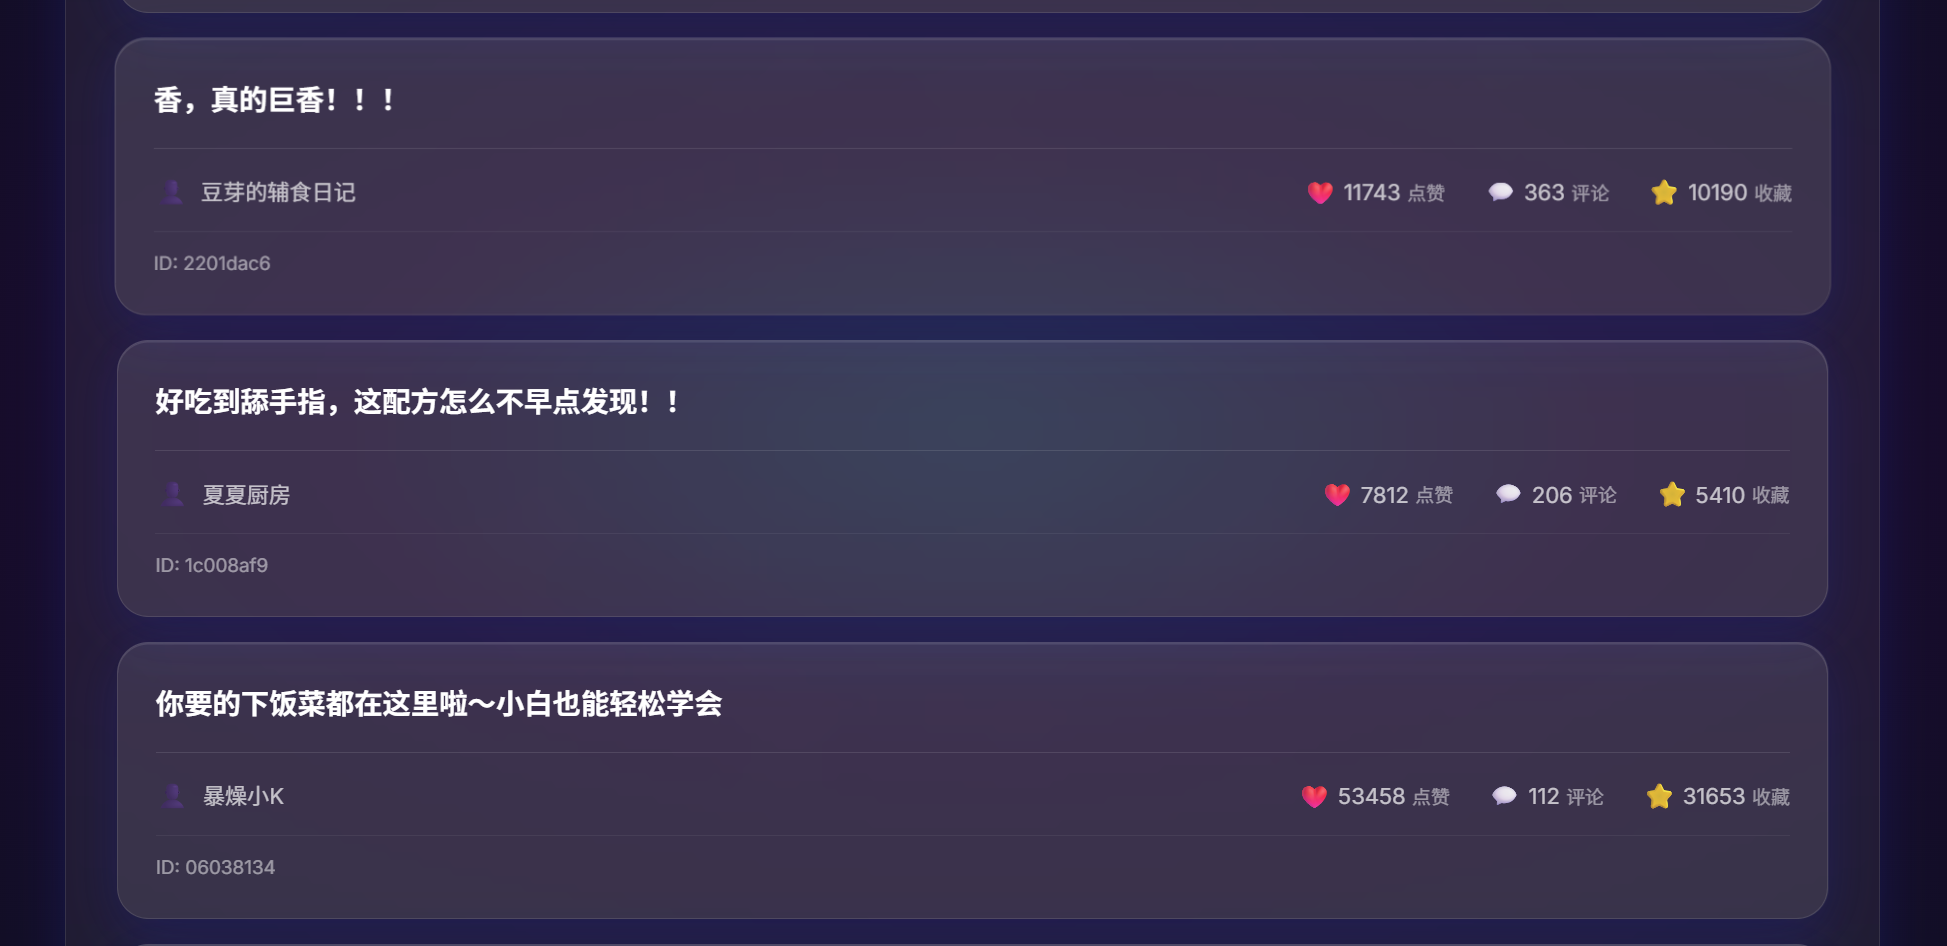 香，真的巨香！！！
豆芽的辅食日记
11743 点赞 363 评论 10190 收藏
ID: 2201dac6
好吃到舔手指，这配方怎么不早点发现！！
夏夏厨房
7812 点赞 206 评论 5410 收藏
ID: 1c008af9
你要的下饭菜都在这里啦～小白也能轻松学会
暴燥小K
53458 点赞 112 评论 31653 收藏
ID: 06038134